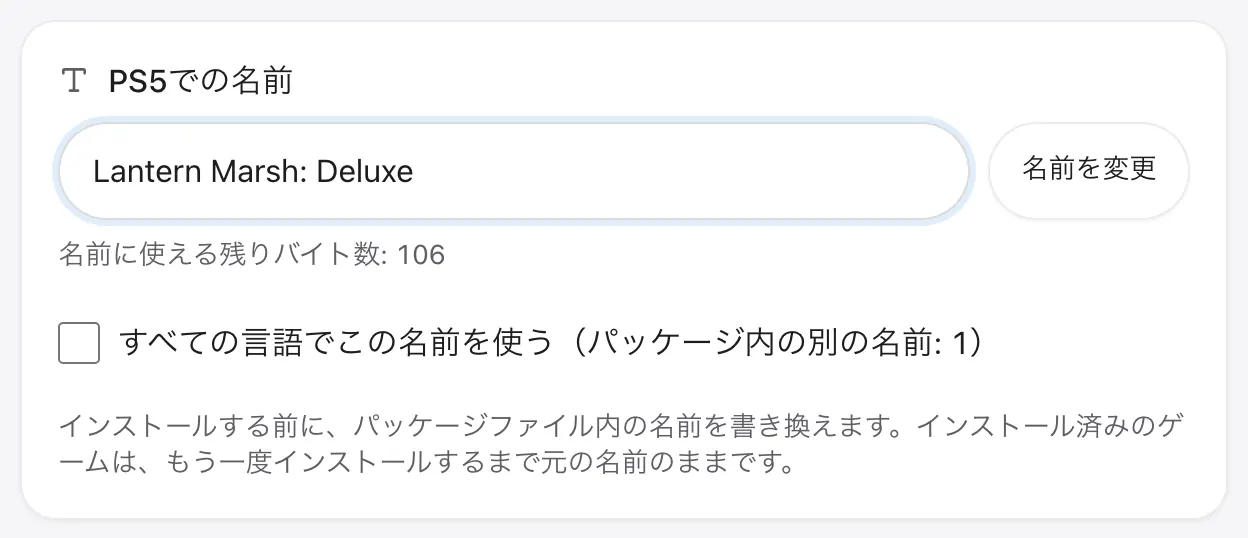 PS5での名前
Lantern Marsh: Deluxe
名前を変更
名前に使える残りバイト数: 106
すべての言語でこの名前を使う（パッケージ内の別の名前: 1）
インストールする前に、パッケージファイル内の名前を書き換えます。インストール済みのゲ
ームは、もう一度インストールするまで元の名前のままです。